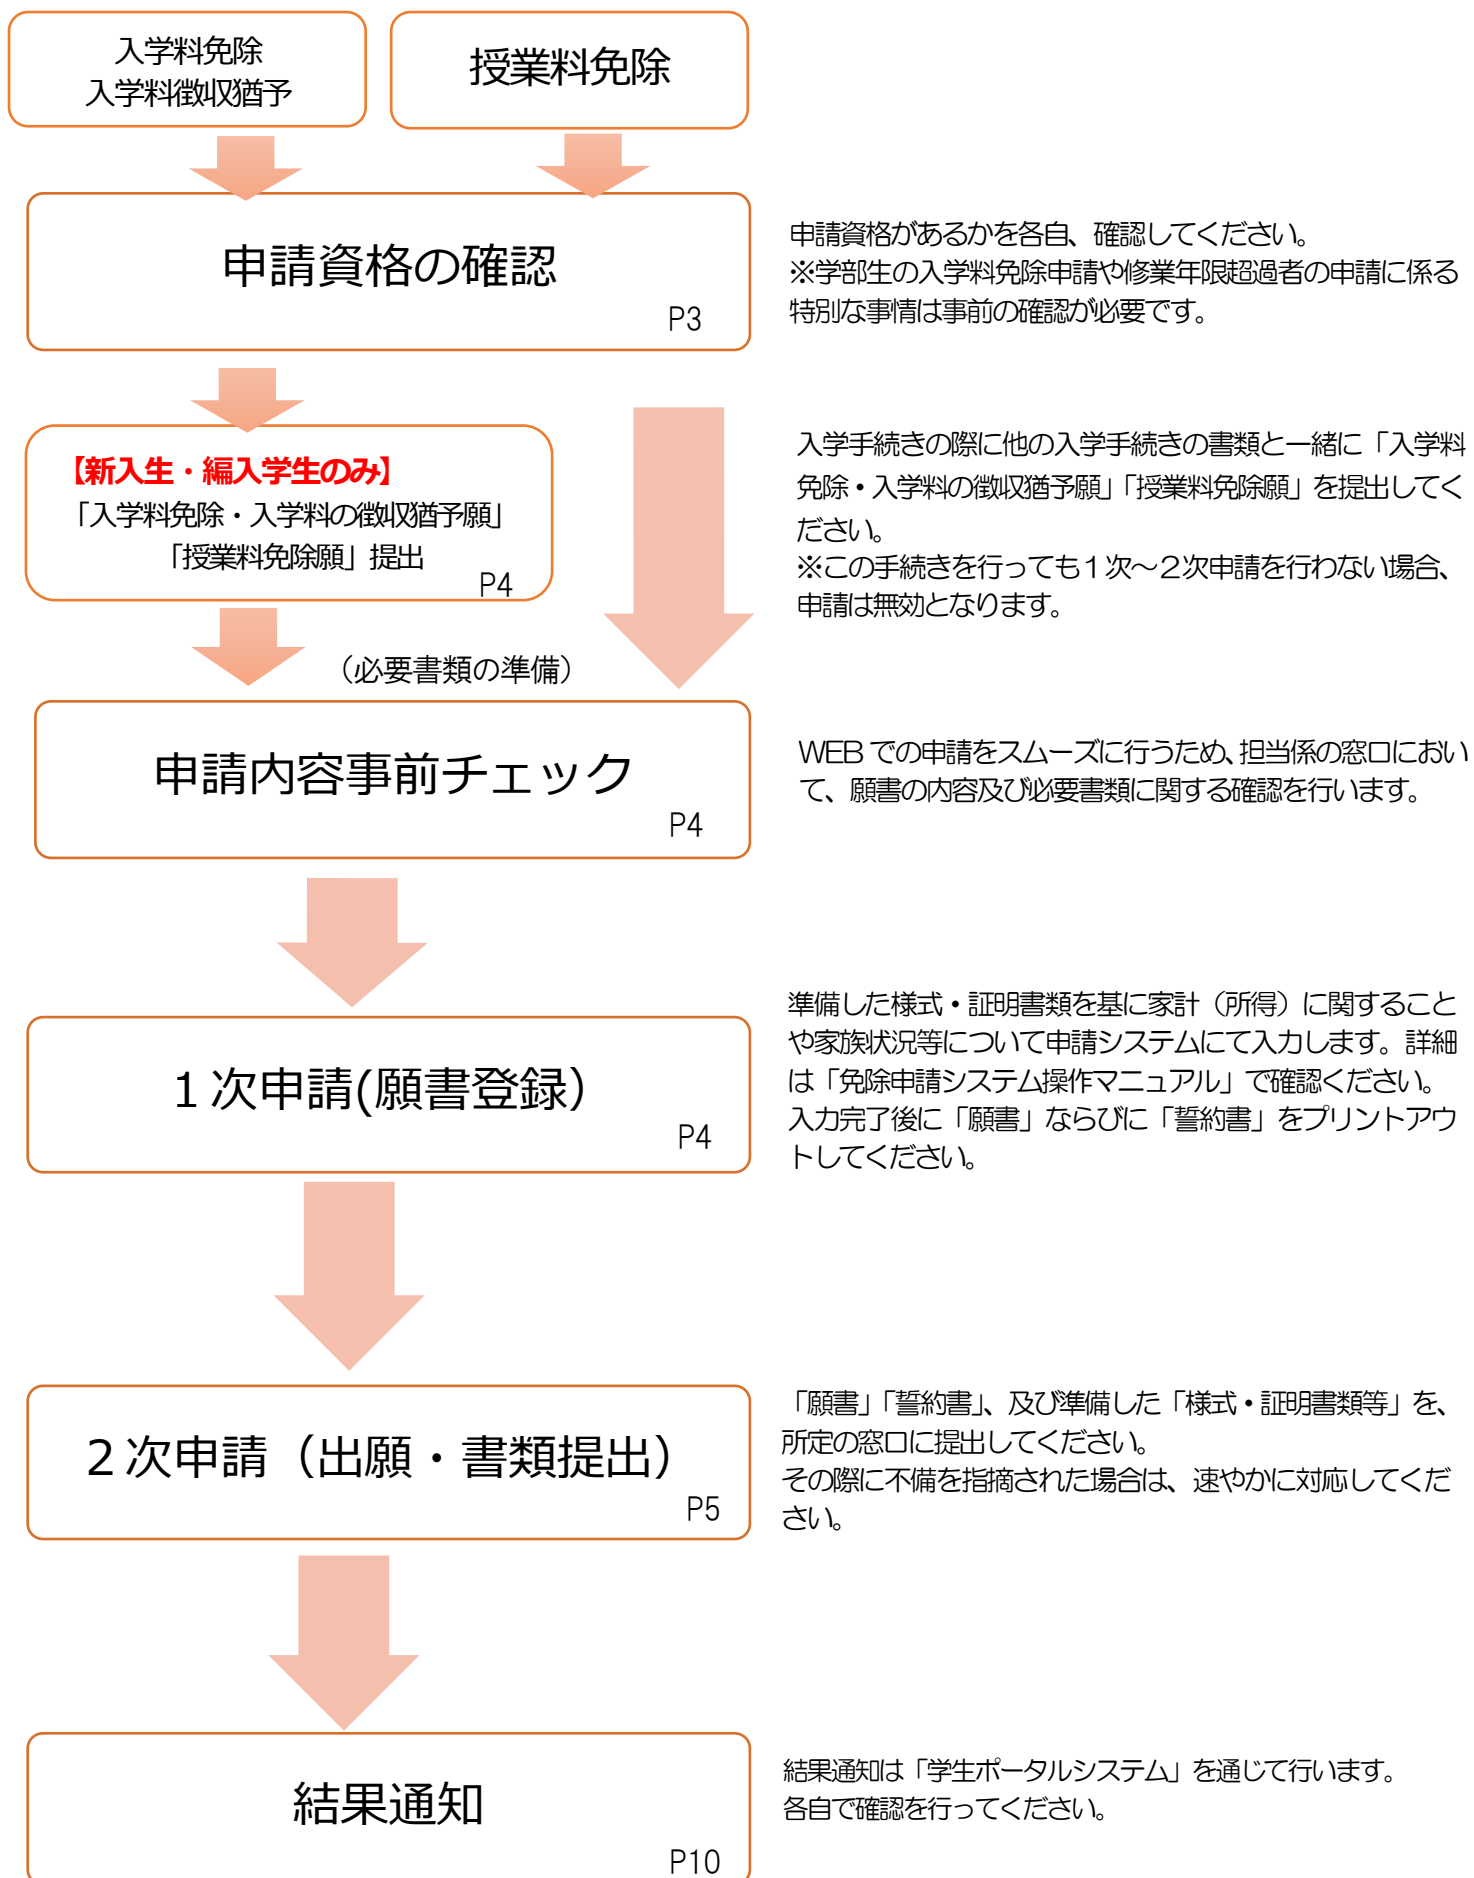 入学料免除
入学料徴収猶予
授業料免除
申請資格の確認
P3
申請資格があるかを各自、確認してください。
※学部生の入学料免除申請や修業年限超過者の申請に係る
特別な事情は事前の確認が必要です。
【新入生・編入学生のみ】
「入学料免除・入学料の徴収猶予願」
「授業料免除願」提出
P4
入学手続きの際に他の入学手続きの書類と一緒に「入学料
免除・入学料の徴収猶予願」「授業料免除願」を提出してく
ださい。
※この手続きを行っても１次～２次申請を行わない場合、
申請は無効となります。
（必要書類の準備）
申請内容事前チェック
P4
WEB での申請をスムーズに行うため、担当係の窓口におい
て、願書の内容及び必要書類に関する確認を行います。
１次申請(願書登録）
P4
準備した様式・証明書類を基に家計（所得）に関すること
や家族状況等について申請システムにて入力します。詳細
は「免除申請システム操作マニュアル」で確認ください。
入力完了後に「願書」ならびに「誓約書」をプリントアウ
トしてください。
２次申請（出願・書類提出）
P5
「願書」「誓約書」、及び準備した「様式・証明書類等」を、
所定の窓口に提出してください。
その際に不備を指摘された場合は、速やかに対応してくだ
さい。
結果通知
P10
結果通知は「学生ポータルシステム」を通じて行います。
各自で確認を行ってください。